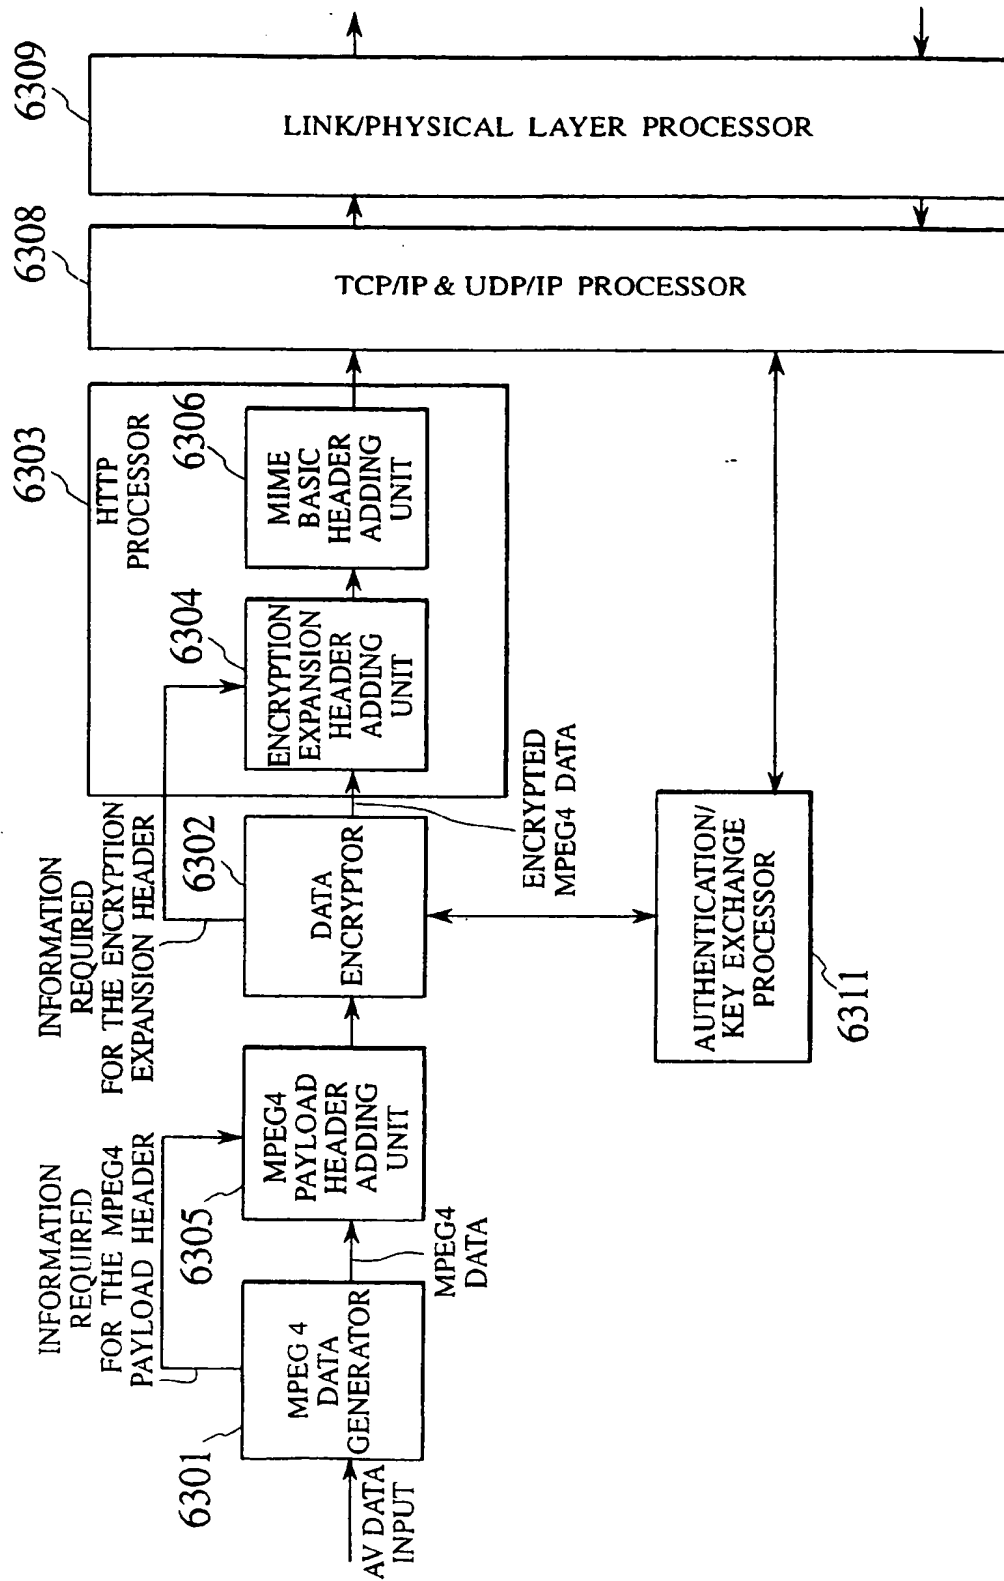 AV DATA
INPUT
6301
MPEG 4
DATA
GENERATOR
INFORMATION
REQUIRED
FOR THE MPEG4
PAYLOAD HEADER
MPEG4
DATA
6305
MPEG4
PAYLOAD
HEADER
ADDING
UNIT
INFORMATION
REQUIRED
FOR THE ENCRYPTION
EXPANSION HEADER
6302
DATA
ENCRYPTOR
ENCRYPTED
MPEG4 DATA
6303
HTTP
PROCESSOR
6304
ENCRYPTION
EXPANSION
HEADER
ADDING
UNIT
6306
MIME
BASIC
HEADER
ADDING
UNIT
AUTHENTICATION/
KEY EXCHANGE
PROCESSOR
6311
6308
TCP/IP & UDP/IP PROCESSOR
6309
LINK/PHYSICAL LAYER PROCESSOR